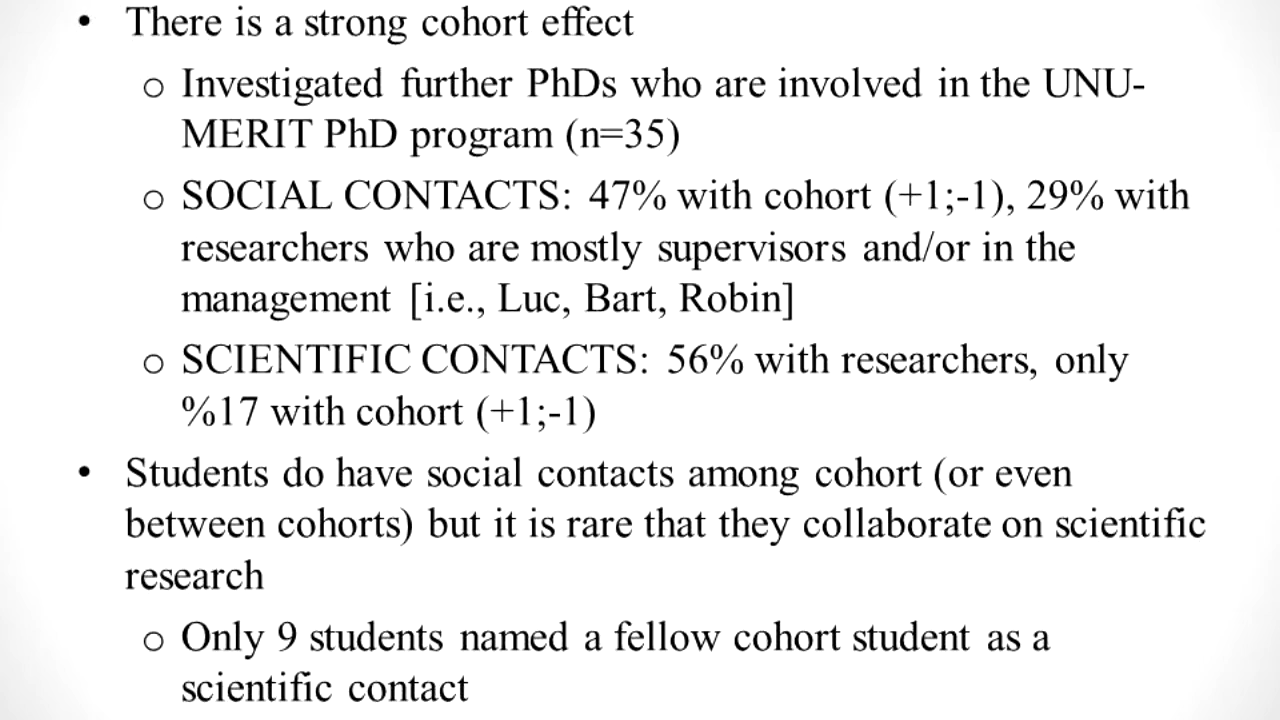 • There is a strong cohort effect
o Investigated further PhDs who are involved in the UNU-
MERIT PhD program (n=35)
o SOCIAL CONTACTS: 47% with cohort (+1;-1), 29% with
researchers who are mostly supervisors and/or in the
management [i.e., Luc, Bart, Robin]
o SCIENTIFIC CONTACTS: 56% with researchers, only
%17 with cohort (+1;-1)
• Students do have social contacts among cohort (or even
between cohorts) but it is rare that they collaborate on scientific
research
o Only 9 students named a fellow cohort student as a
scientific contact